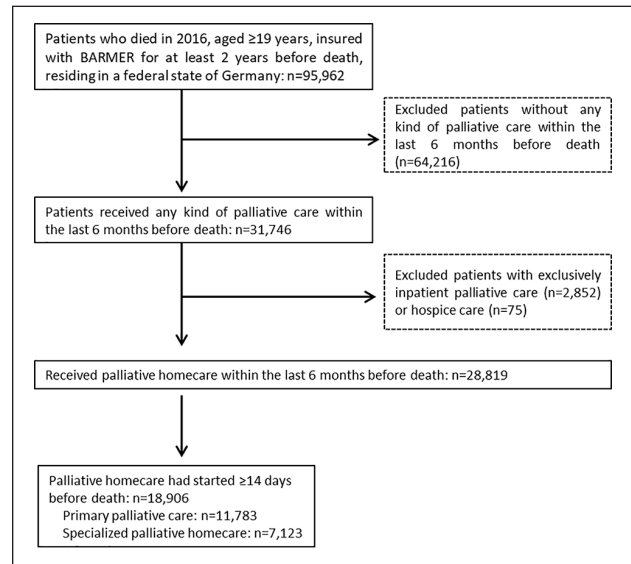 Patients who died in 2016, aged ≥19 years, insured
with BARMER for at least 2 years before death,
residing in a federal state of Germany: n=95,962
Excluded patients without any
kind of palliative care within the
last 6 months before death
(n=64,216)
Patients received any kind of palliative care within
the last 6 months before death: n=31,746
Excluded patients with exclusively
inpatient palliative care (n=2,852)
or hospice care (n=75)
Received palliative homecare within the last 6 months before death: n=28,819
Palliative homecare had started ≥14 days
before death: n=18,906
Primary palliative care: n=11,783
Specialized palliative homecare: n=7,123